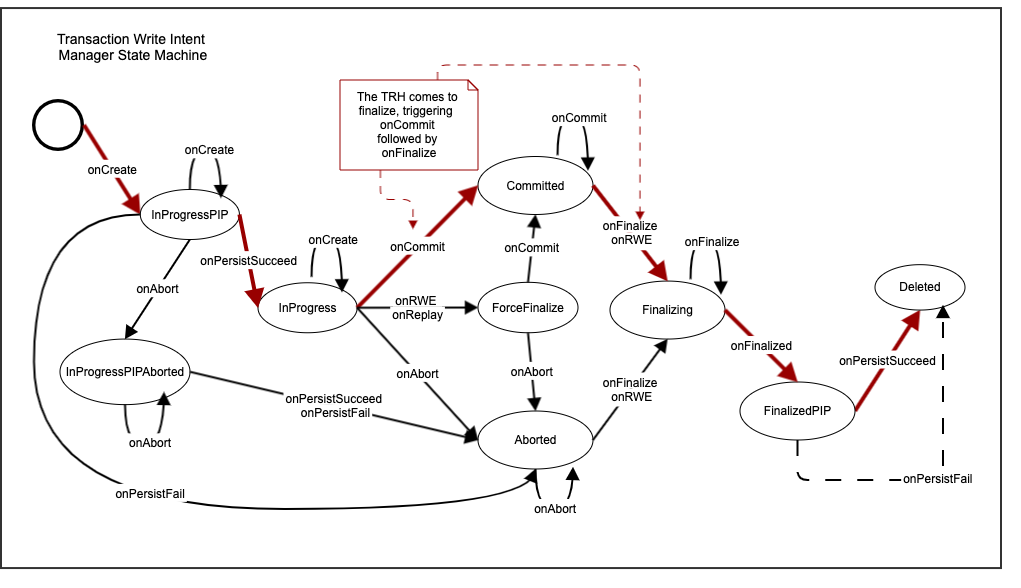 Transaction Write Intent
Manager State Machine
The TRH comes to
finalize, triggering
onCommit
followed by
onFinalize
onCommit
onCreate
onCreate
Committed
InProgressPIP
onFinalize
onRWE
onCreate
onCommit
onCommit
onFinalize
onPersistSucceed
onAbort
Deleted
onRWE
onReplay
InProgress
ForceFinalize
Finalizing
onFinalized
onPersistSucceed
InProgressPIPAborted
onAbort
onAbort
onFinalize
onRWE
onPersistSucceed
onPersistFail
FinalizedPIP
onAbort
Aborted
onPersistFail
onPersistFail
onAbort